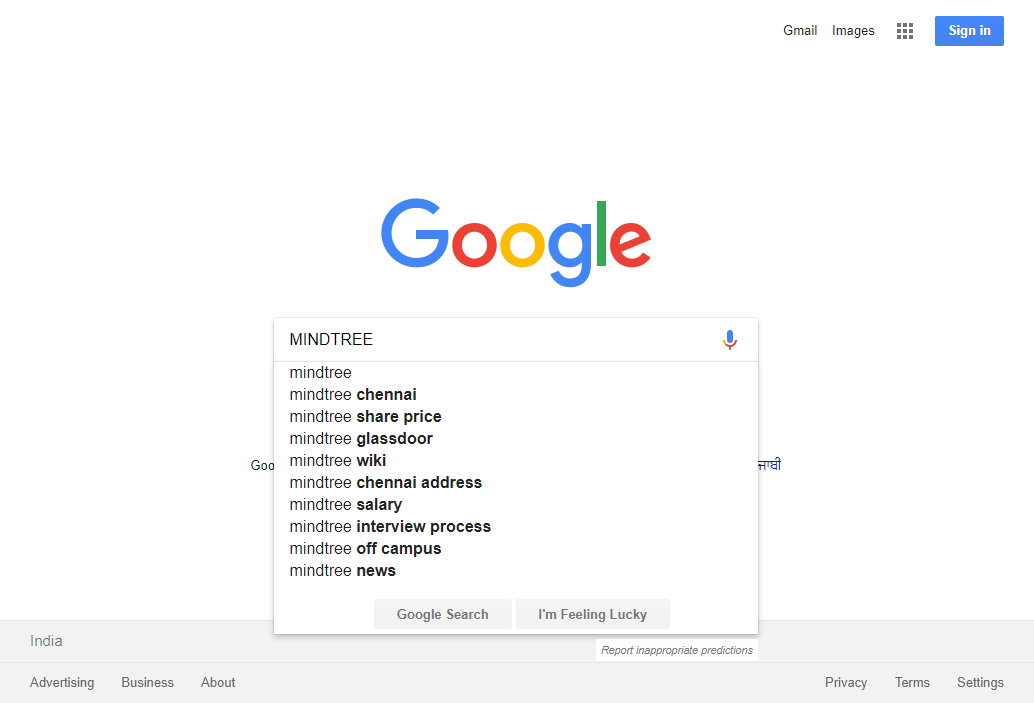 Gmail Images Sign in
Google
MINDTREE
mindtree
mindtree chennai
mindtree share price
mindtree glassdoor
mindtree wiki
Goo
mindtree chennai address
mindtree salary
mindtree interview process
mindtree off campus
mindtree news
Google Search I'm Feeling Lucky
India
Report inappropriate predictions
Advertising Business About Privacy Terms Settings